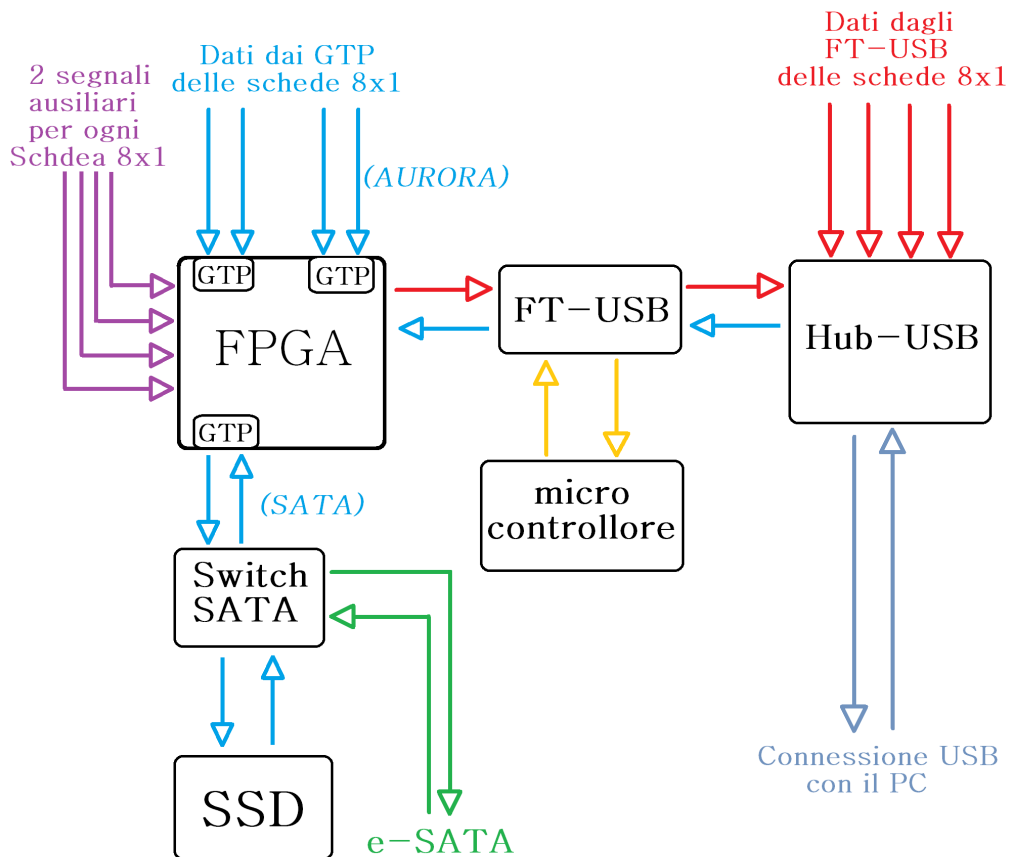 Dati dagli
FT-USB
delle schede 8x1
Dati dai GTP
delle schede 8x1
2 segnali
ausiliari
per ogni
Schdea 8x1
(AURORA)
GTP
GTP
FPGA
GTP
FT-USB
Hub-USB
micro
controllore
(SATA)
Switch
SATA
SSD
e-SATA
Connessione USB
con il PC